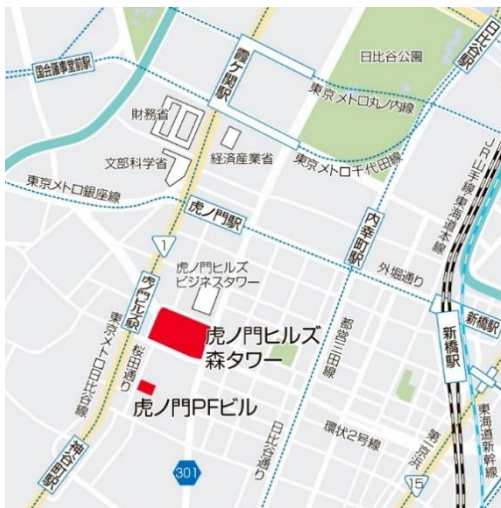 日比谷駅
日比谷公園
国会議事堂前駅
霞ケ関駅
東京メトロ丸ノ内線
財務省
経済産業省
文部科学省
東京メトロ千代田線
JR山手線・東海道本線
東京メトロ銀座線
虎ノ門駅
内幸町駅
1
外堀通り
虎ノ門ヒルズ
ビジネスタワー
虎ノ門ヒルズ駅
新橋駅
新橋駅
虎ノ門ヒルズ
森タワー
都営三田線
桜田通り
東京メトロ日比谷線
虎ノ門PFビル
環状2号線
日比谷通り
第一京浜
東海道新幹線
神谷町駅
301
15